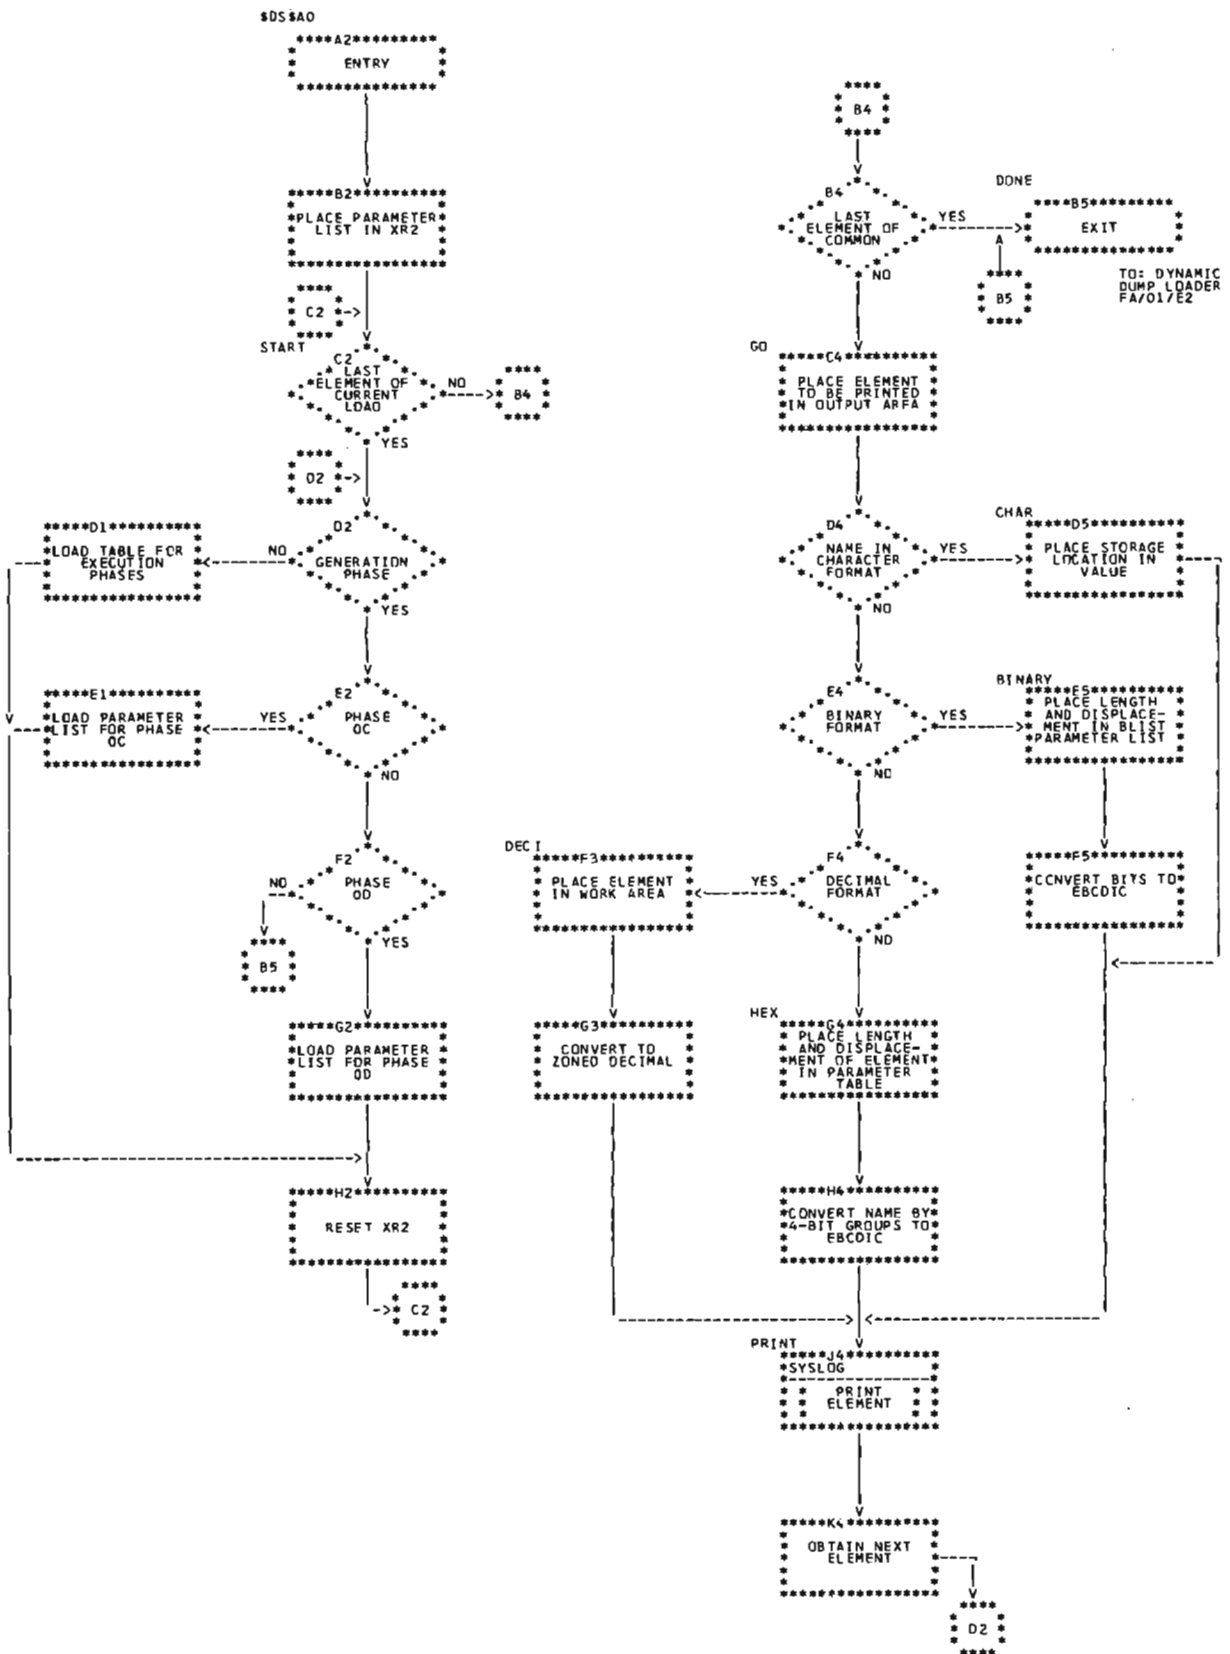 $DS$AO
A2
ENTRY
B2
PLACE PARAMETER
LIST IN XR2
C2
START
C2
LAST
ELEMENT OF
CURRENT
LOAD
NO
B4
YES
D2
D2
GENERATION
PHASE
NO
YES
D1
LOAD TABLE FOR
EXECUTION
PHASES
E2
PHASE
OC
YES
NO
E1
LOAD PARAMETER
LIST FOR PHASE
OC
F2
PHASE
OD
NO
YES
B5
G2
LOAD PARAMETER
LIST FOR PHASE
OD
H2
RESET XR2
C2
B4
B4
LAST
ELEMENT OF
COMMON
YES
NO
DONE
B5
EXIT
A
B5
TO: DYNAMIC
DUMP LOADER
FA/01/E2
GO
C4
PLACE ELEMENT
TO BE PRINTED
IN OUTPUT AREA
D4
NAME IN
CHARACTER
FORMAT
YES
NO
CHAR
D5
PLACE STORAGE
LOCATION IN
VALUE
E4
BINARY
FORMAT
YES
NO
BINARY
E5
PLACE LENGTH
AND DISPLACE-
MENT IN BLIST
PARAMETER LIST
F5
CONVERT BITS TO
EBCDIC
F4
DECIMAL
FORMAT
YES
NO
DECI
F3
PLACE ELEMENT
IN WORK AREA
G3
CONVERT TO
ZONED DECIMAL
HEX
G4
PLACE LENGTH
AND DISPLACE-
MENT OF ELEMENT
IN PARAMETER
TABLE
H4
CONVERT NAME BY
4-BIT GROUPS TO
EBCDIC
PRINT
J4
SYSLOG
PRINT
ELEMENT
K4
OBTAIN NEXT
ELEMENT
D2